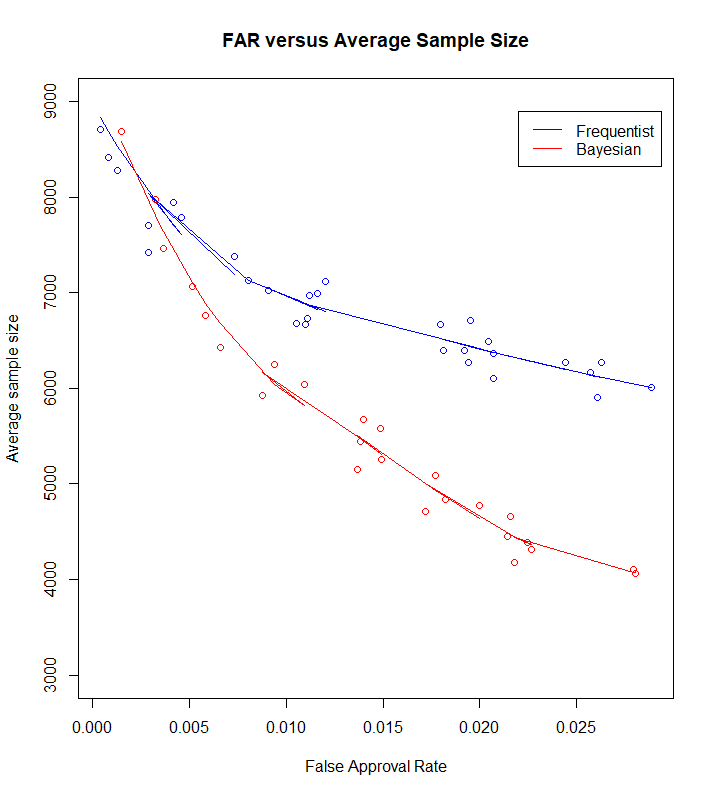 FAR versus Average Sample Size
Frequentist
Bayesian
9000
8000
7000
6000
5000
4000
3000
Average sample size
0.000 0.005 0.010 0.015 0.020 0.025
False Approval Rate